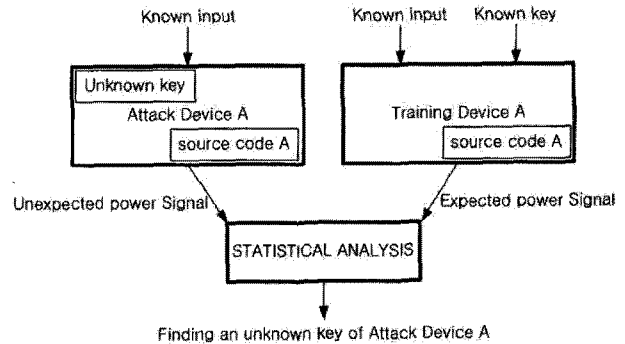 Known input
Known input Known key
Unknown key
Attack Device A
source code A
Training Device A
source code A
Unexpected power Signal
Expected power Signal
STATISTICAL ANALYSIS
Finding an unknown key of Attack Device A